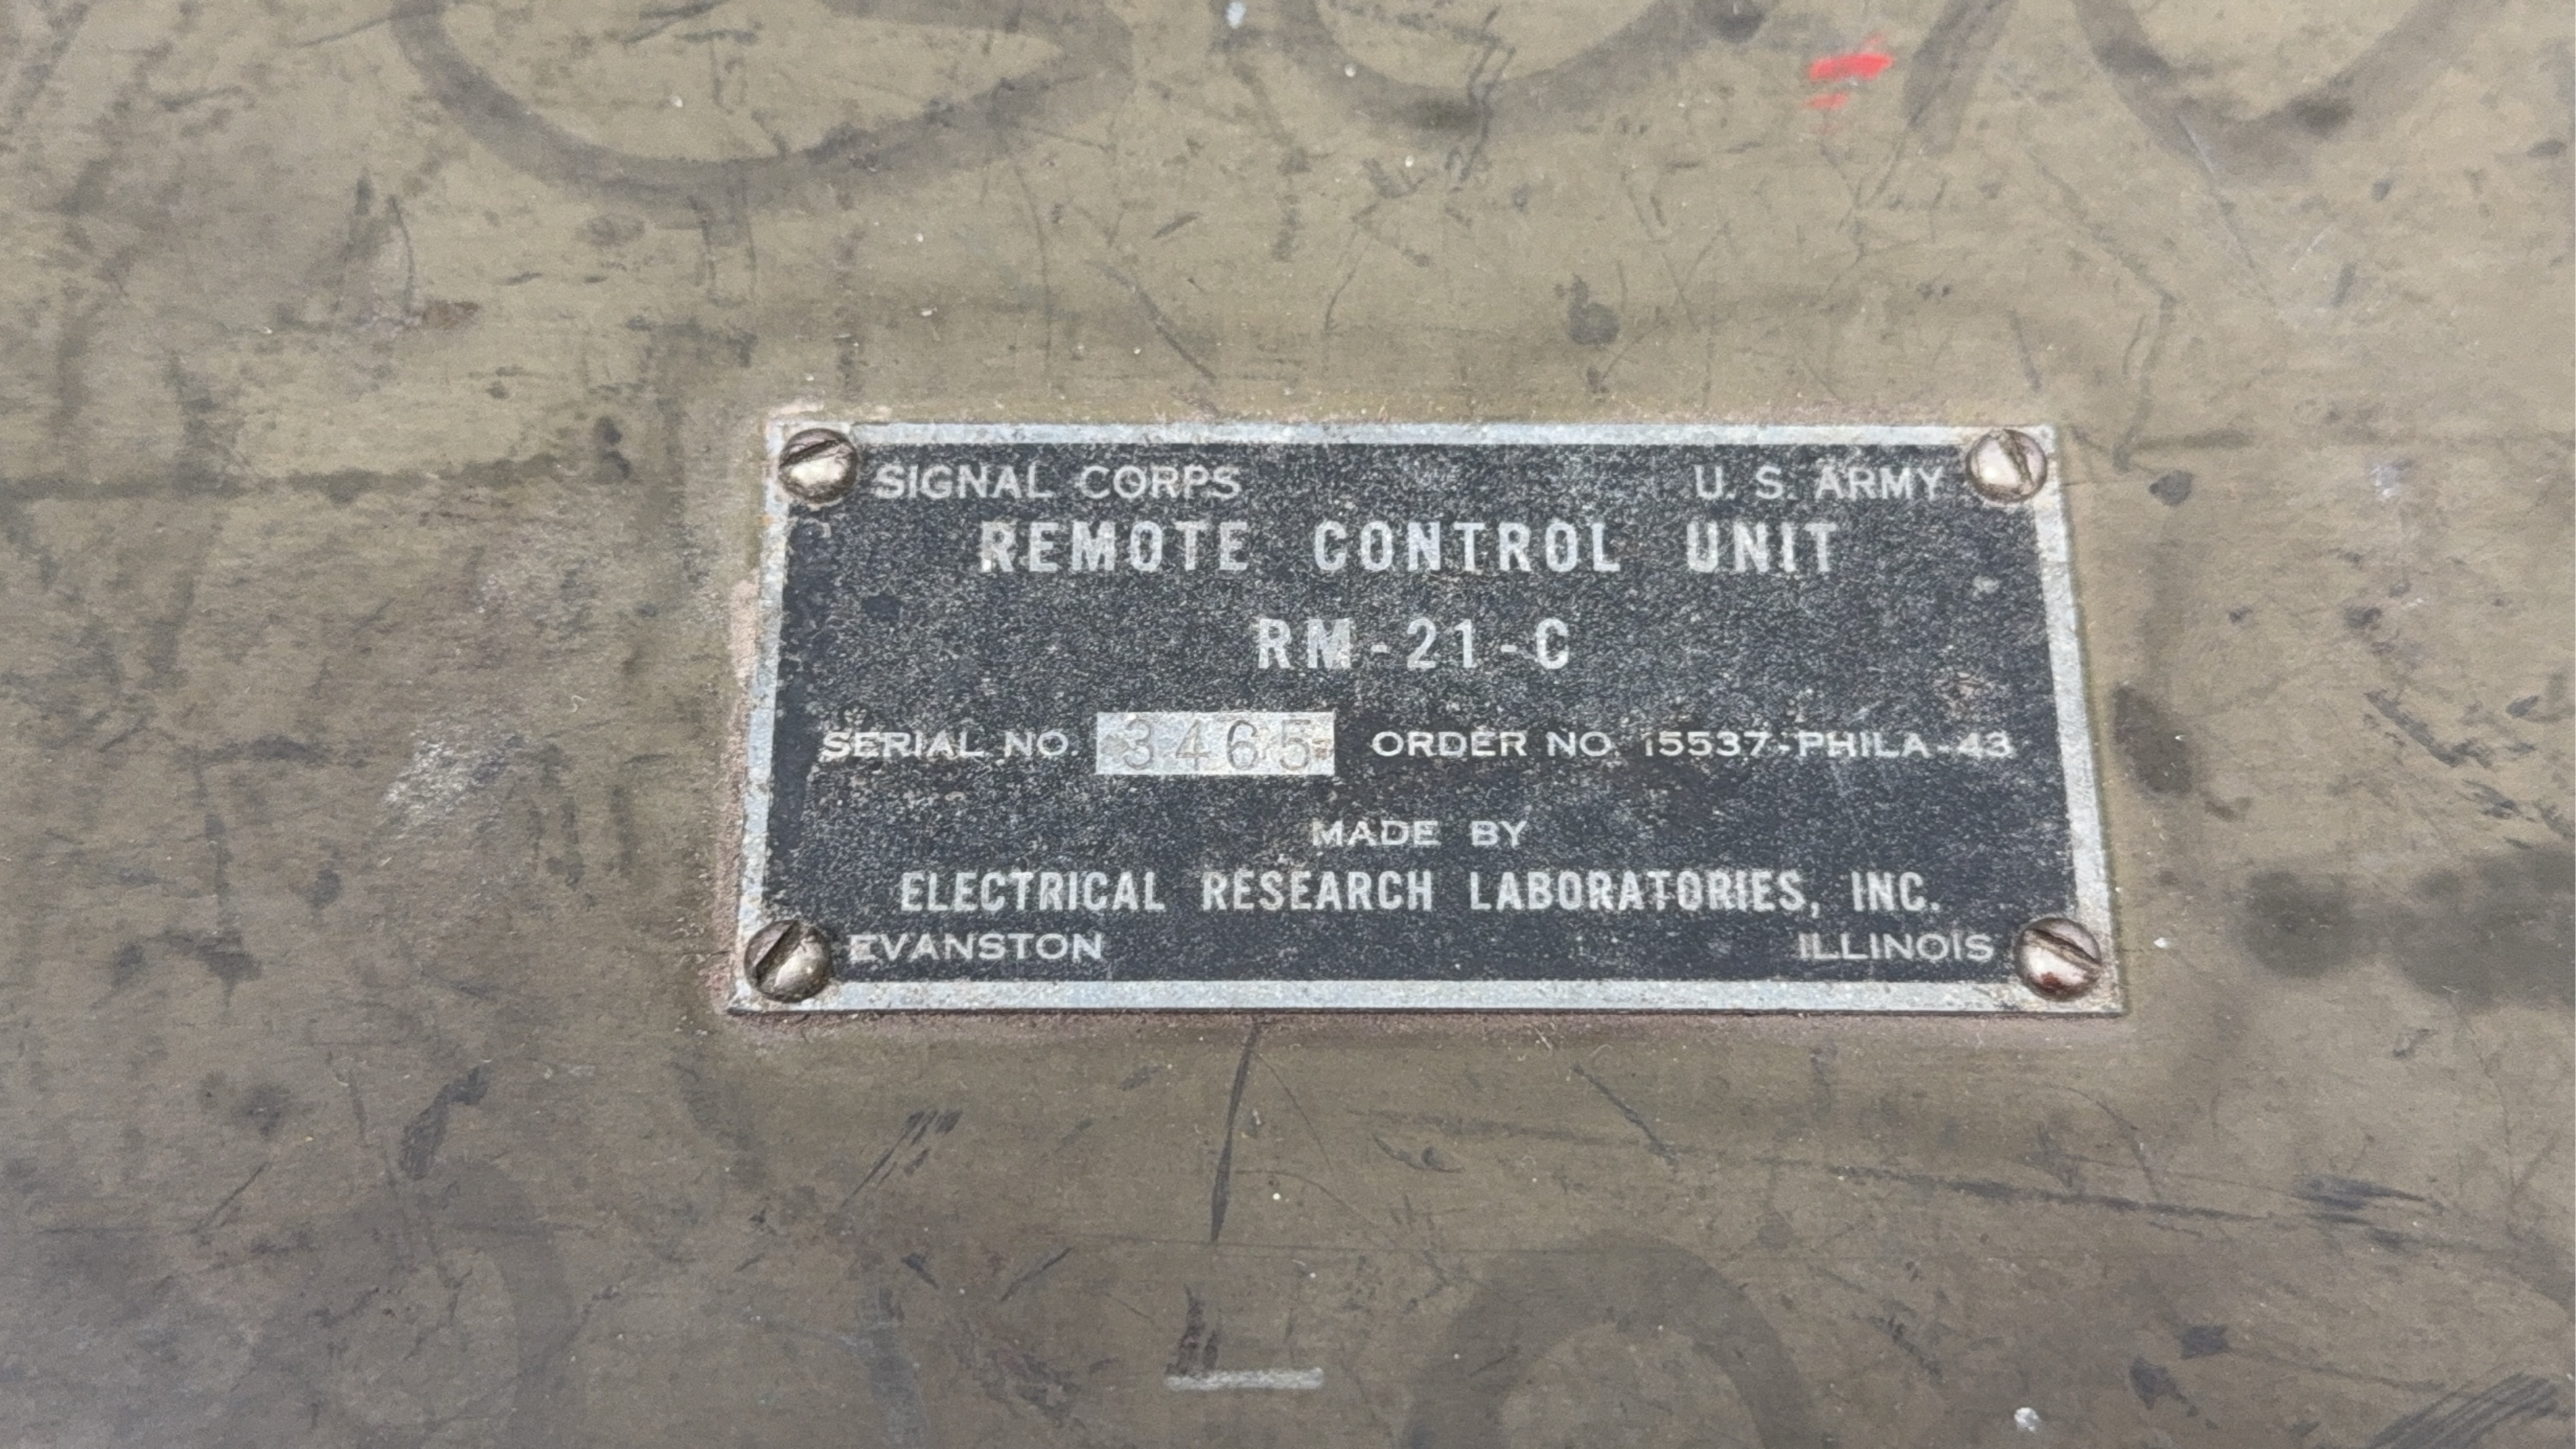 SIGNAL CORPS U. S. ARMY
REMOTE CONTROL UNIT
RM-21-C
SERIAL NO. 3465 ORDER NO. 15537-PHILA-43
MADE BY
ELECTRICAL RESEARCH LABORATORIES, INC.
EVANSTON ILLINOIS